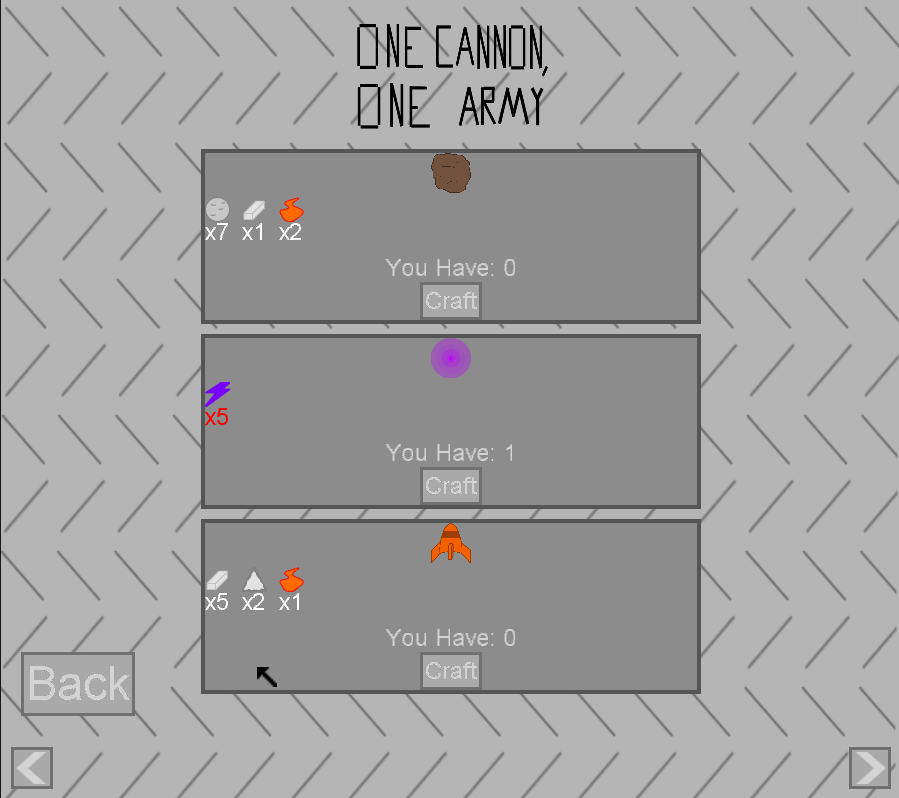 ONE CANNON,
ONE ARMY
x7 x1 x2
You Have: 0
Craft
x5
You Have: 1
Craft
x5 x2 x1
You Have: 0
Craft
Back